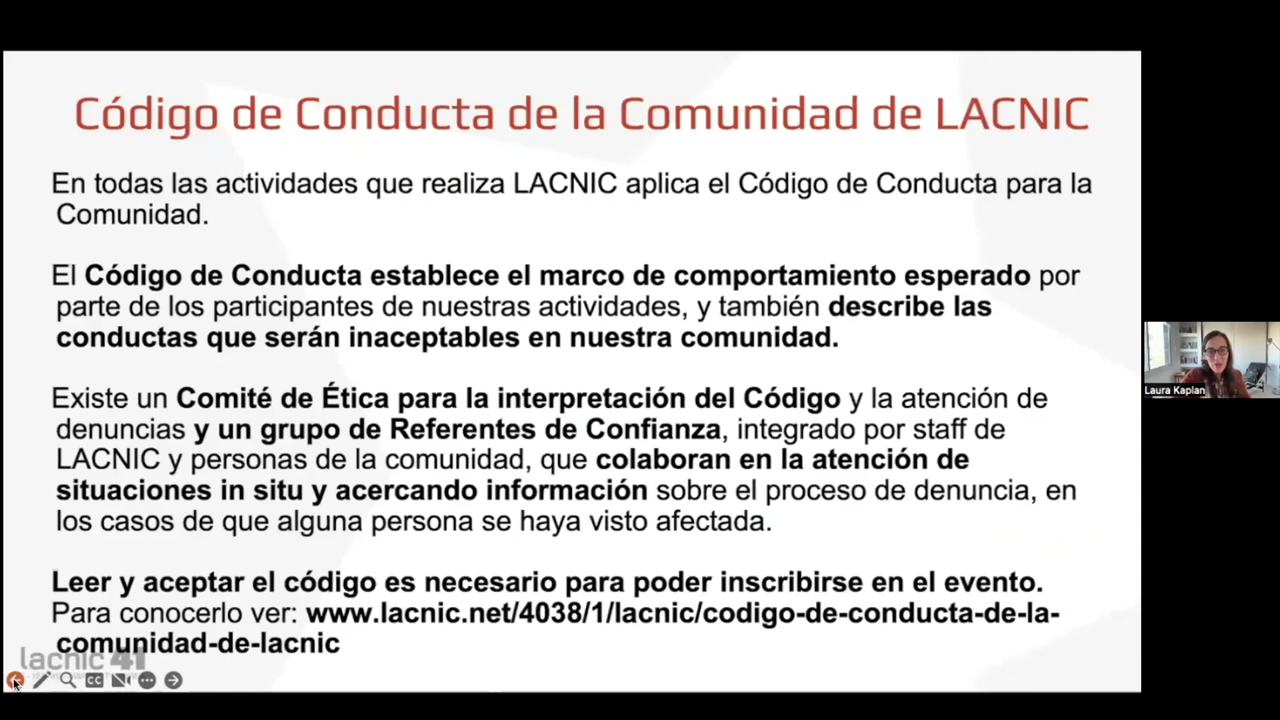 Código de Conducta de la Comunidad de LACNIC
En todas las actividades que realiza LACNIC aplica el Código de Conducta para la
Comunidad.
El Código de Conducta establece el marco de comportamiento esperado por
parte de los participantes de nuestras actividades, y también describe las
conductas que serán inaceptables en nuestra comunidad.
Existe un Comité de Ética para la interpretación del Código y la atención de
denuncias y un grupo de Referentes de Confianza, integrado por staff de
LACNIC y personas de la comunidad, que colaboran en la atención de
situaciones in situ y acercando información sobre el proceso de denuncia, en
los casos de que alguna persona se haya visto afectada.
Leer y aceptar el código es necesario para poder inscribirse en el evento.
Para conocerlo ver: www.lacnic.net/4038/1/lacnic/codigo-de-conducta-de-la-
comunidad-de-lacnic
lacnic 41
CC
Laura Kaplan